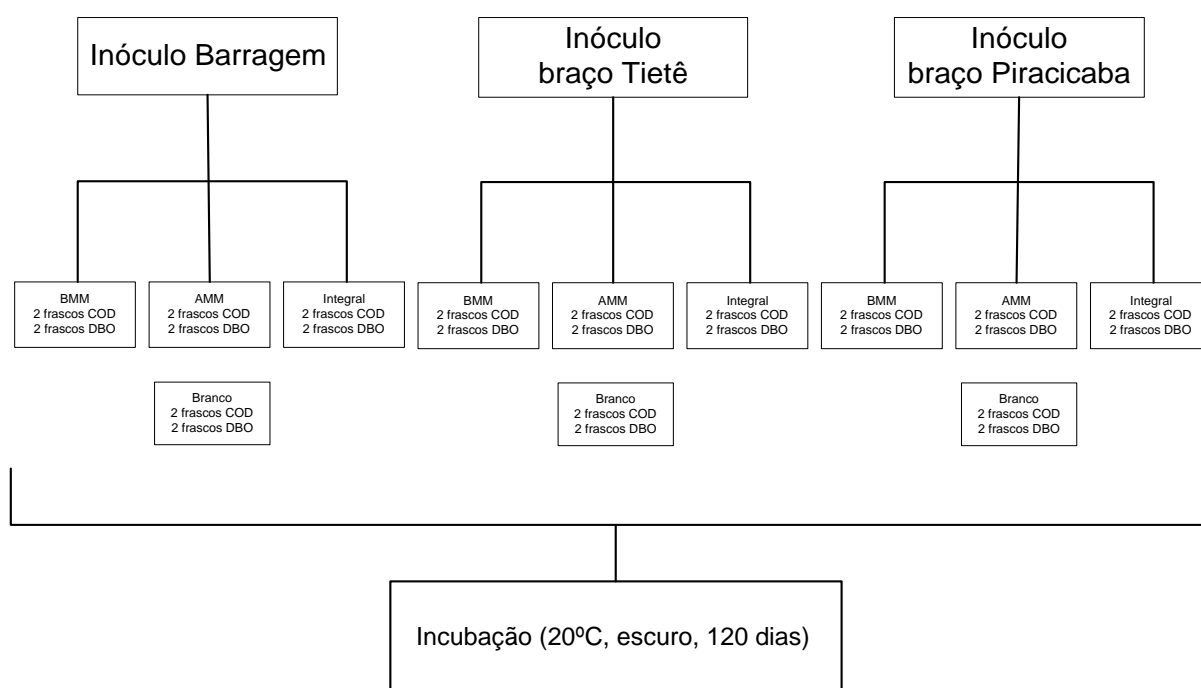 Inóculo Barragem
Inóculo
braço Tietê
Inóculo
braço Piracicaba
BMM
2 frascos COD
2 frascos DBO
AMM
2 frascos COD
2 frascos DBO
Integral
2 frascos COD
2 frascos DBO
BMM
2 frascos COD
2 frascos DBO
AMM
2 frascos COD
2 frascos DBO
Integral
2 frascos COD
2 frascos DBO
BMM
2 frascos COD
2 frascos DBO
AMM
2 frascos COD
2 frascos DBO
Integral
2 frascos COD
2 frascos DBO
Branco
2 frascos COD
2 frascos DBO
Branco
2 frascos COD
2 frascos DBO
Branco
2 frascos COD
2 frascos DBO
Incubação (20ºC, escuro, 120 dias)